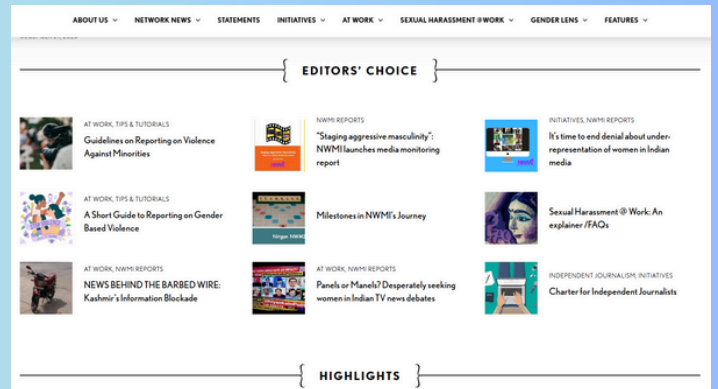 ABOUT US NETWORK NEWS STATEMENTS INITIATIVES AT WORK SEXUAL HARASSMENT @WORK GENDER LENS FEATURES
EDITORS' CHOICE
AT WORK, TIPS & TUTORIALS
Guidelines on Reporting on Violence
Against Minorities
NWMI REPORTS
"Staging aggressive masculinity":
NWMI launches media monitoring
report
INITIATIVES, NWMI REPORTS
It's time to end denial about under-
representation of women in Indian
media
AT WORK, TIPS & TUTORIALS
A Short Guide to Reporting on Gender
Based Violence
Milestones in NWMI's Journey
Sexual Harassment @ Work: An
explainer /FAQs
AT WORK, NWMI REPORTS
NEWS BEHIND THE BARBED WIRE:
Kashmir's Information Blockade
AT WORK, NWMI REPORTS
Panels or Manels? Desperately seeking
women in Indian TV news debates
INDEPENDENT JOURNALISM, INITIATIVES
Charter for Independent Journalists
HIGHLIGHTS